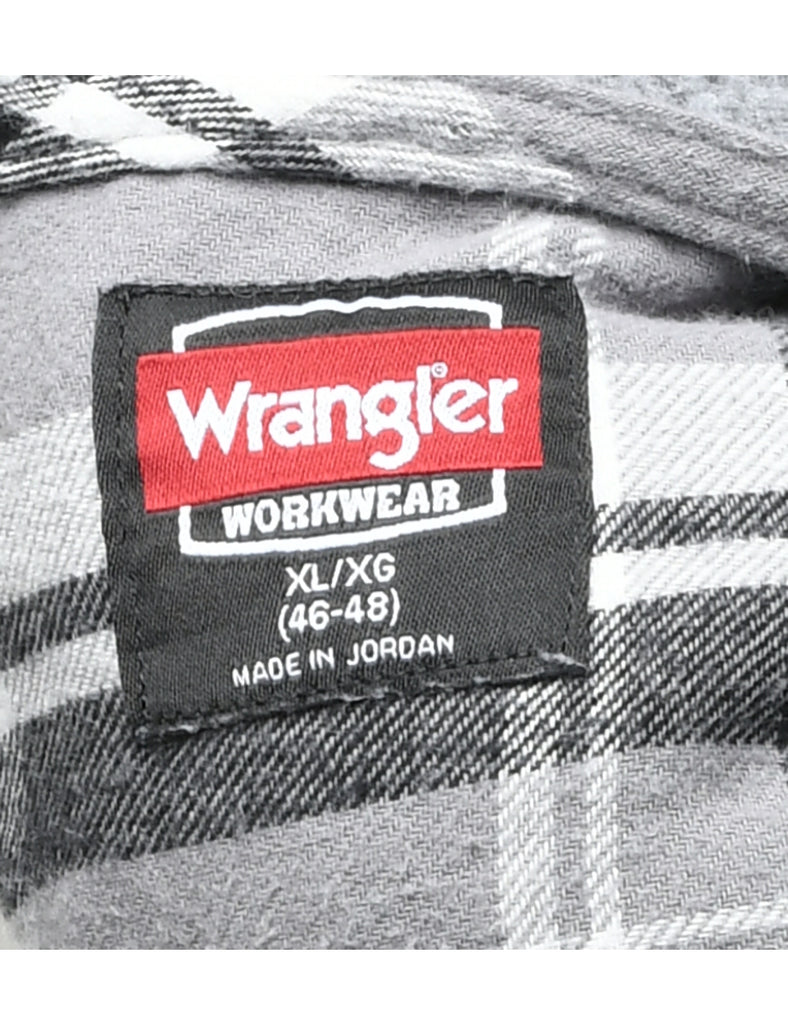 Wrangler®
WORKWEAR
XL/XG
(46-48)
MADE IN JORDAN